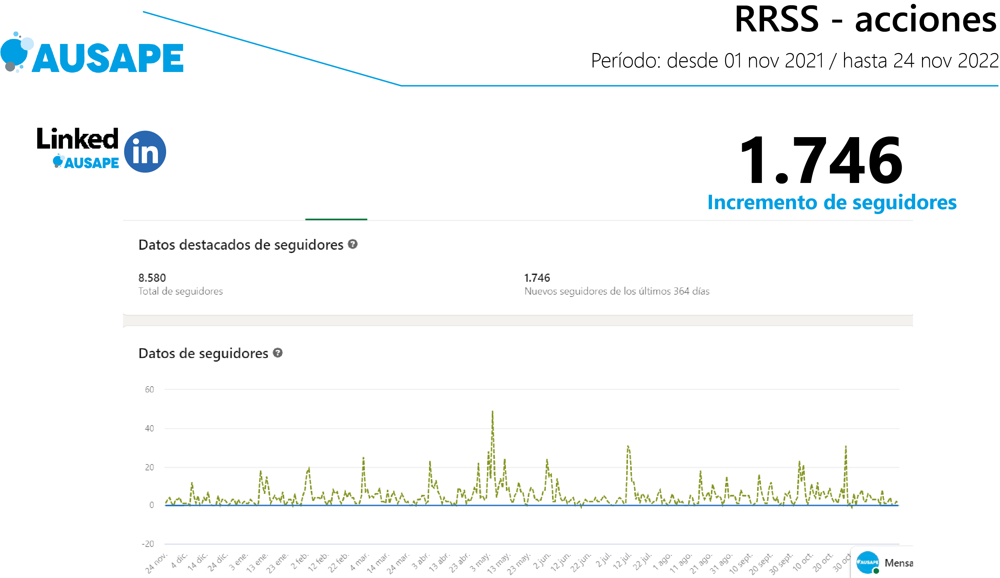 RRSS - acciones
AUSAPE
Período: desde 01 nov 2021 / hasta 24 nov 2022
Linked
in
AUSAPE
1.746
Incremento de seguidores
Datos destacados de seguidores ?
8.580
Total de seguidores
1.746
Nuevos seguidores de los últimos 364 días
Datos de seguidores ?
60
40
20
0
-20
24 nov. 4 dic. 14 dic. 24 dic. 3 ene. 13 ene. 23 ene. 2 feb. 12 feb. 22 feb. 4 mar. 14 mar. 24 mar. 3 abr. 13 abr. 23 abr. 3 may. 13 may. 23 may. 2 jun. 12 jun. 22 jun. 2 jul. 12 jul. 22 jul. 1 ago. 11 ago. 21 ago. 31 ago. 10 sept. 20 sept. 30 sept. 10 oct. 20 oct. 30 oct
AUSAPE
Mensa